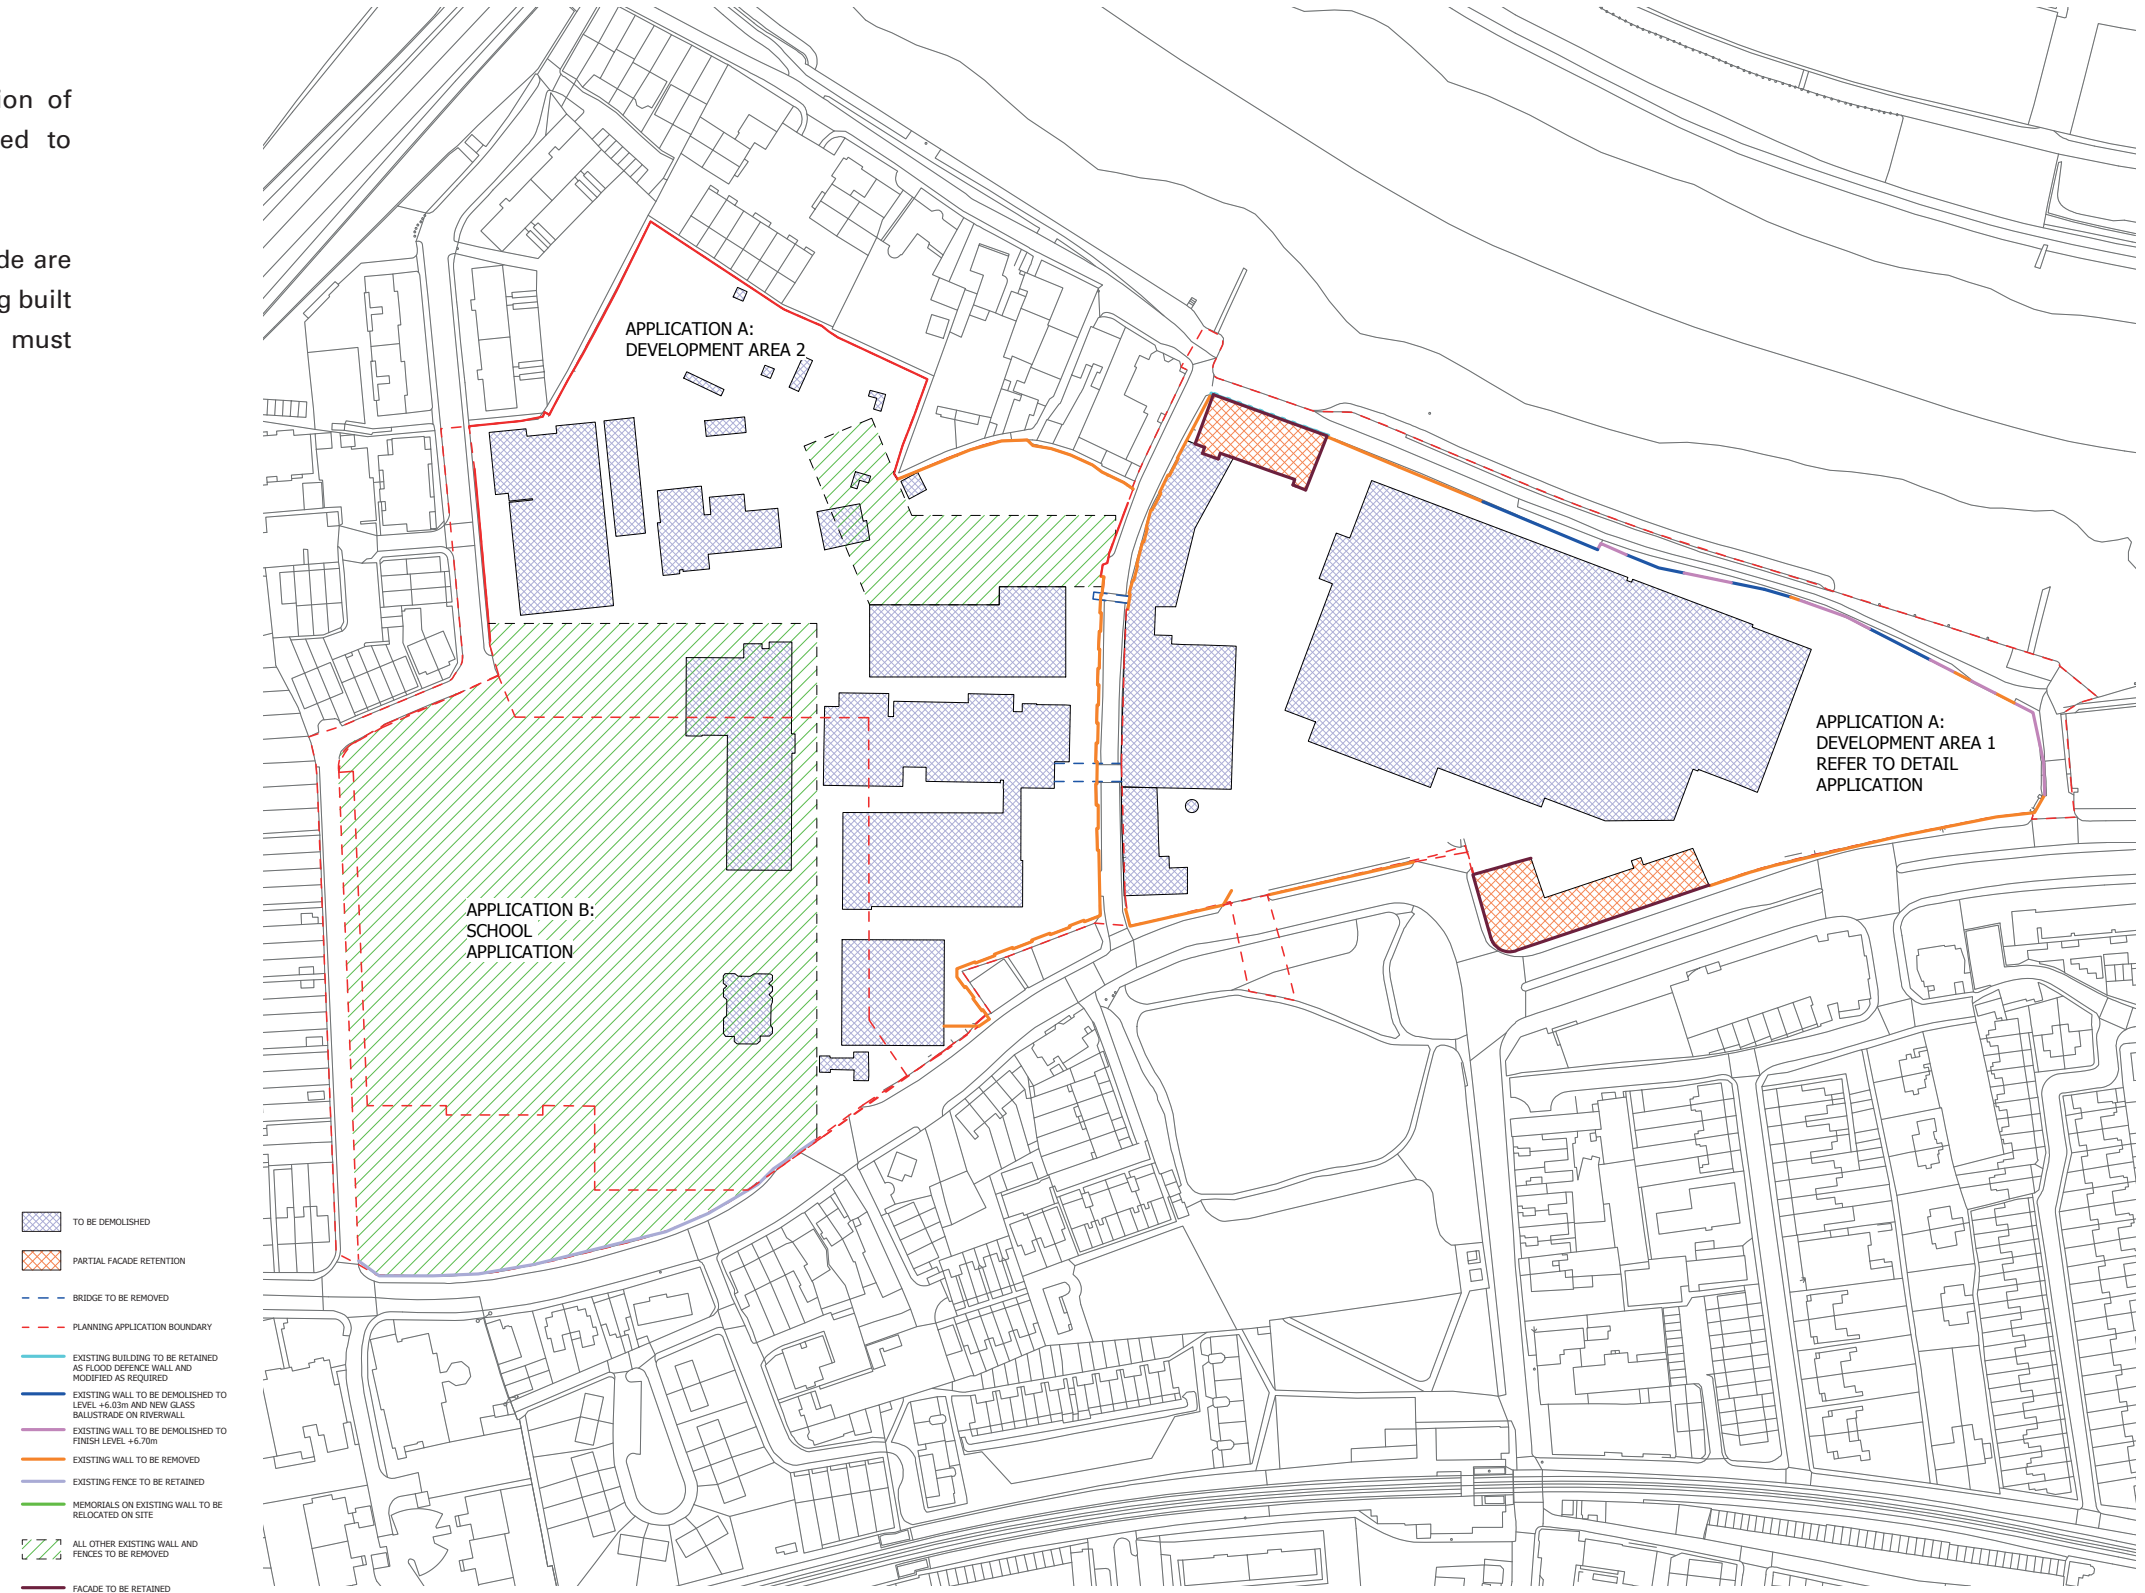 ion of
ed to
de are
g built
must
APPLICATION A:
DEVELOPMENT AREA 2
APPLICATION A:
DEVELOPMENT AREA 1
REFER TO DETAIL
APPLICATION
APPLICATION B:
SCHOOL
APPLICATION
TO BE DEMOLISHED
PARTIAL FACADE RETENTION
BRIDGE TO BE REMOVED
PLANNING APPLICATION BOUNDARY
EXISTING BUILDING TO BE RETAINED
AS FLOOD DEFENCE WALL AND
MODIFIED AS REQUIRED
EXISTING WALL TO BE DEMOLISHED TO
LEVEL +6.03m AND NEW GLASS
BALUSTRADE ON RIVERWALL
EXISTING WALL TO BE DEMOLISHED TO
FINISH LEVEL +6.70m
EXISTING WALL TO BE REMOVED
EXISTING FENCE TO BE RETAINED
MEMORIALS ON EXISTING WALL TO BE
RELOCATED ON SITE
ALL OTHER EXISTING WALL AND
FENCES TO BE REMOVED
FACADE TO BE RETAINED